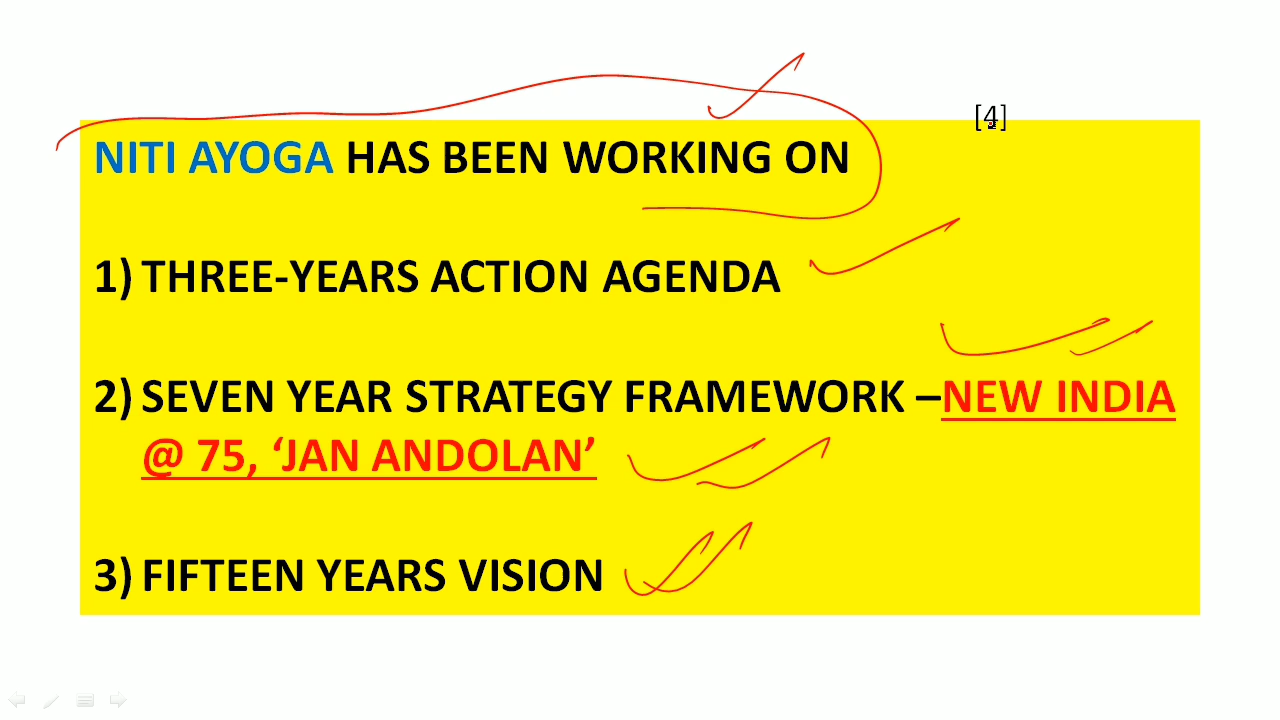 [4]
NITI AYOGA HAS BEEN WORKING ON
1) THREE-YEARS ACTION AGENDA
2) SEVEN YEAR STRATEGY FRAMEWORK –NEW INDIA
@ 75, ‘JAN ANDOLAN’
3) FIFTEEN YEARS VISION